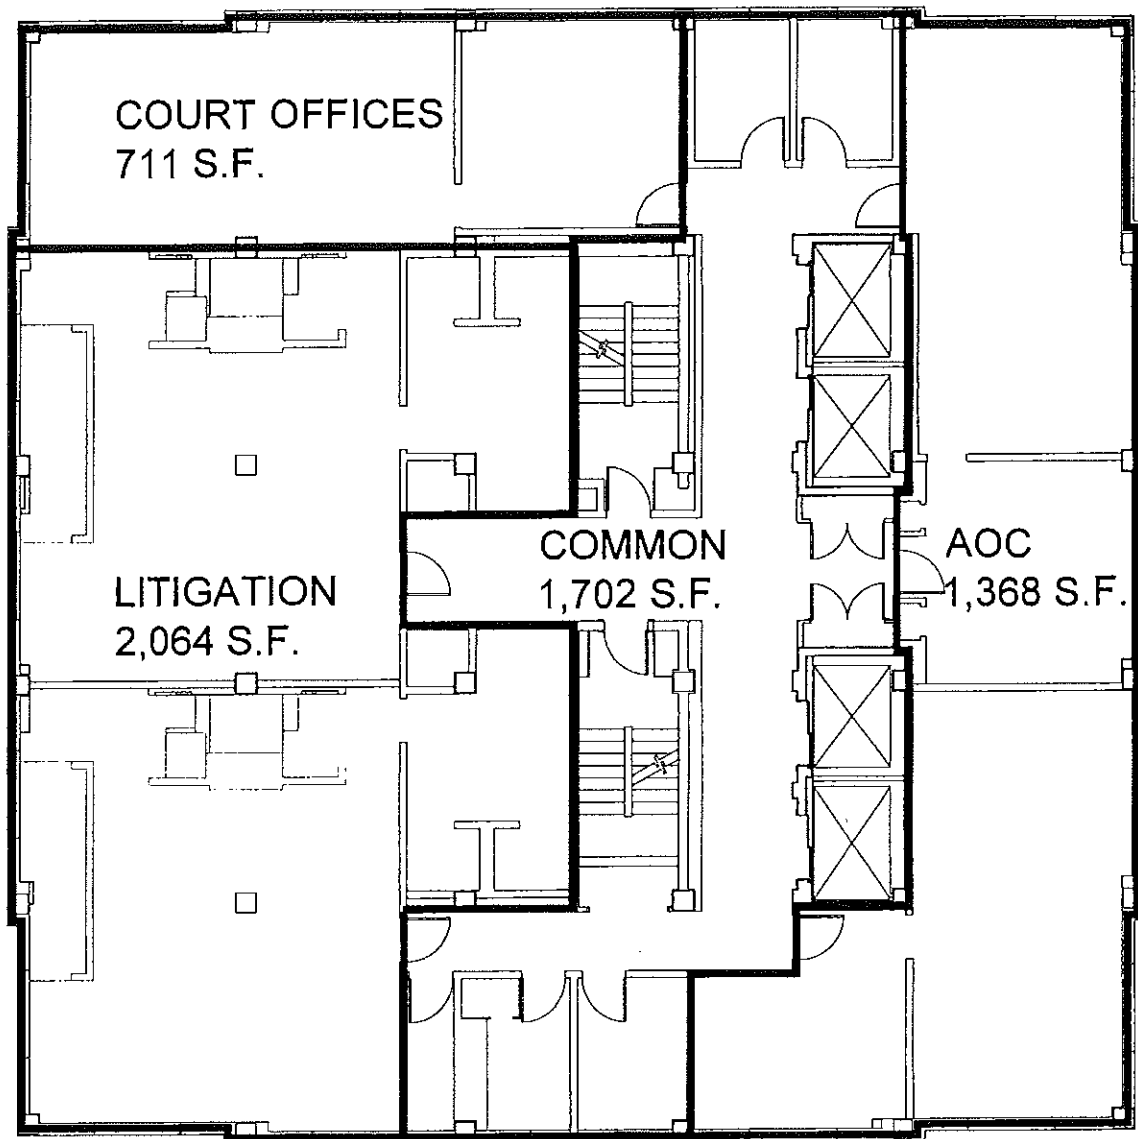 COURT OFFICES
711 S.F.
COMMON
1,702 S.F.
AOC
1,368 S.F.
LITIGATION
2,064 S.F.